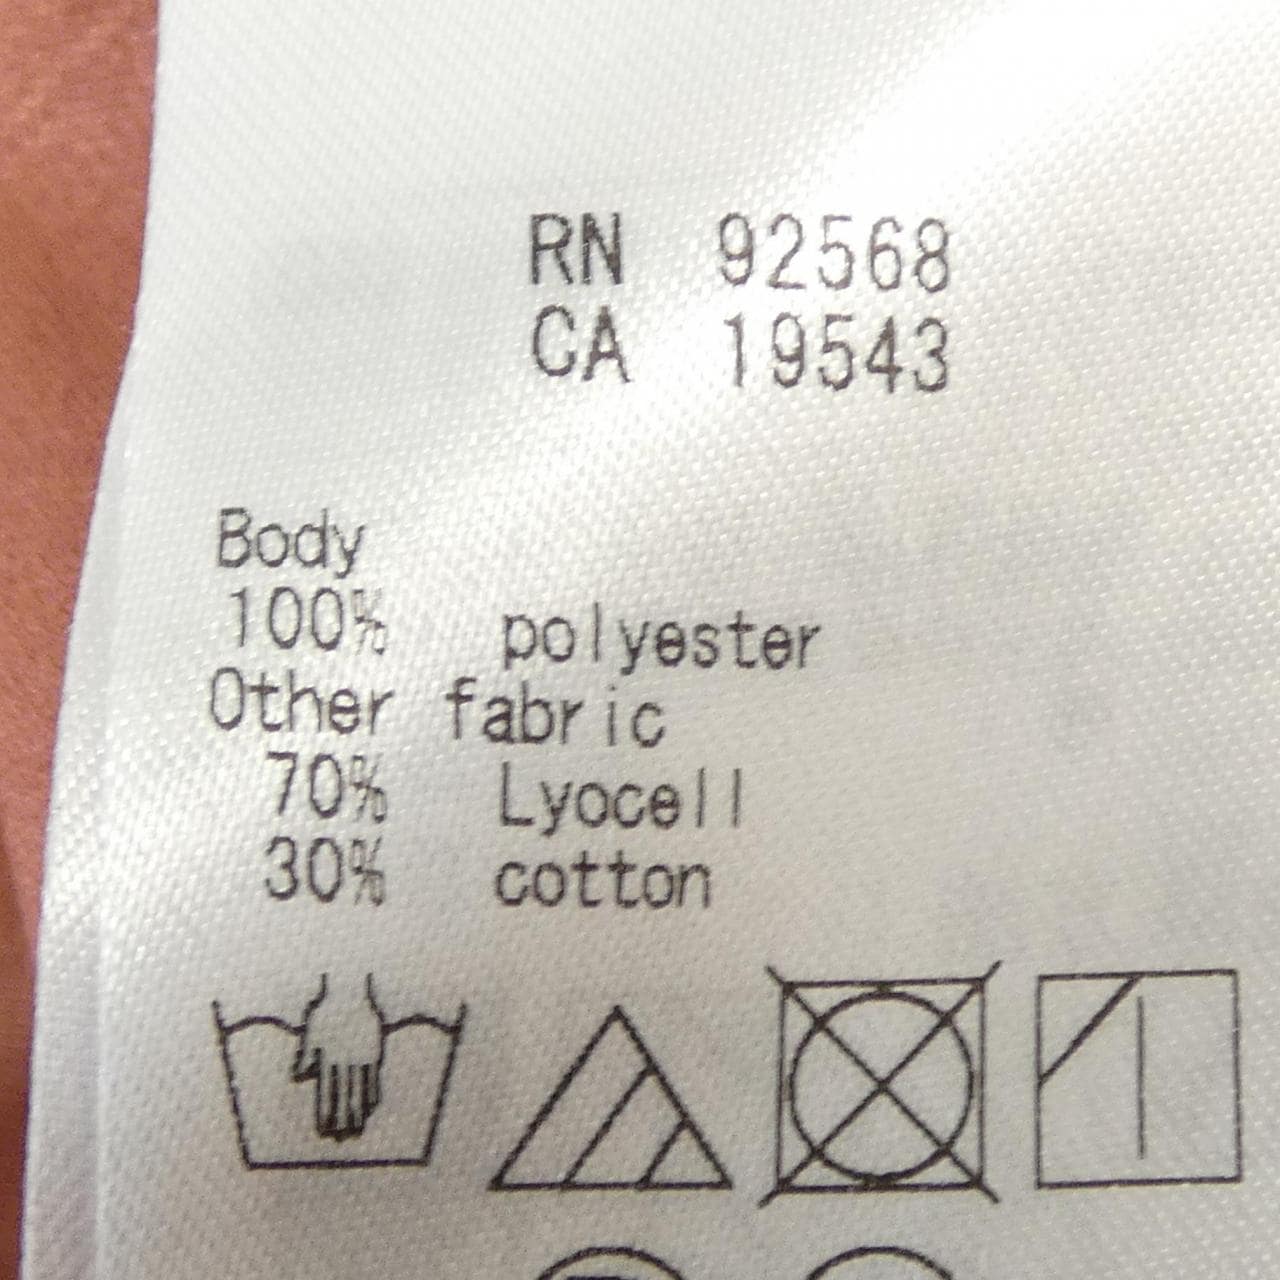 RN 92568
CA 19543
Body
100% polyester
Other fabric
70% Lyocell
30% cotton